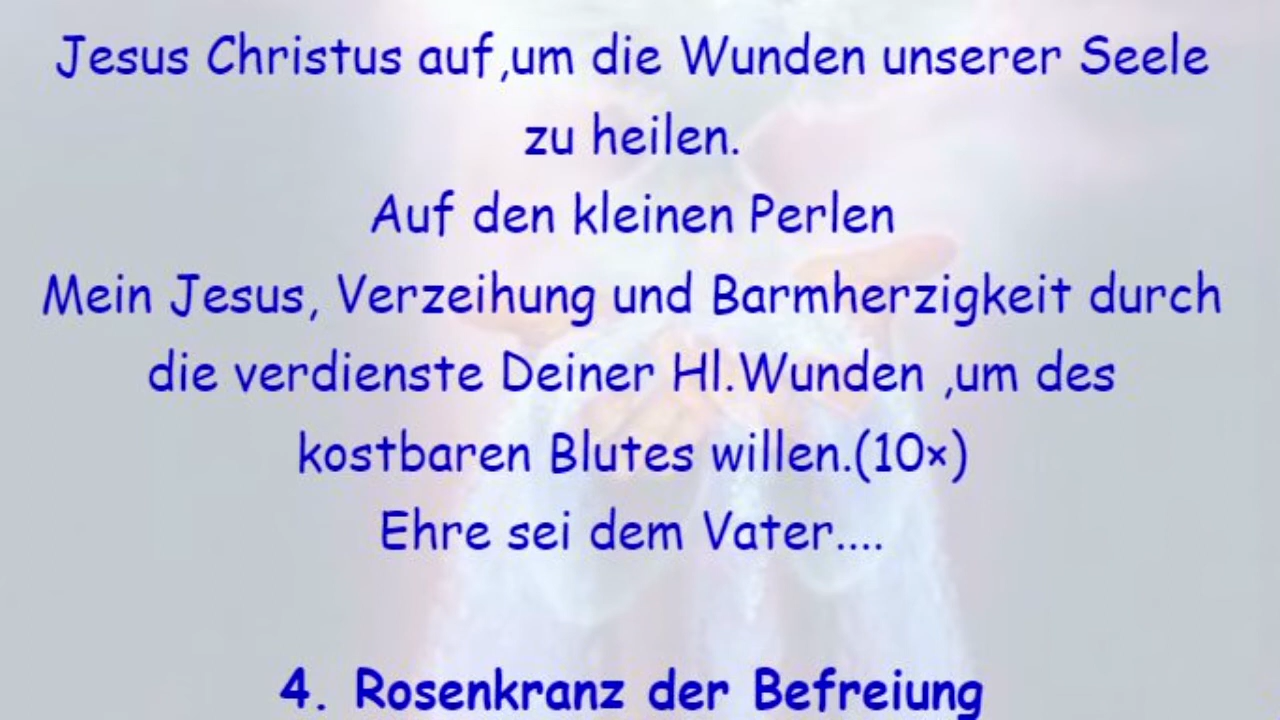 Jesus Christus auf,um die Wunden unserer Seele
zu heilen.
Auf den kleinen Perlen
Mein Jesus, Verzeihung und Barmherzigkeit durch
die verdienste Deiner Hl.Wunden ,um des
kostbaren Blutes willen.(10×)
Ehre sei dem Vater....
4. Rosenkranz der Befreiung